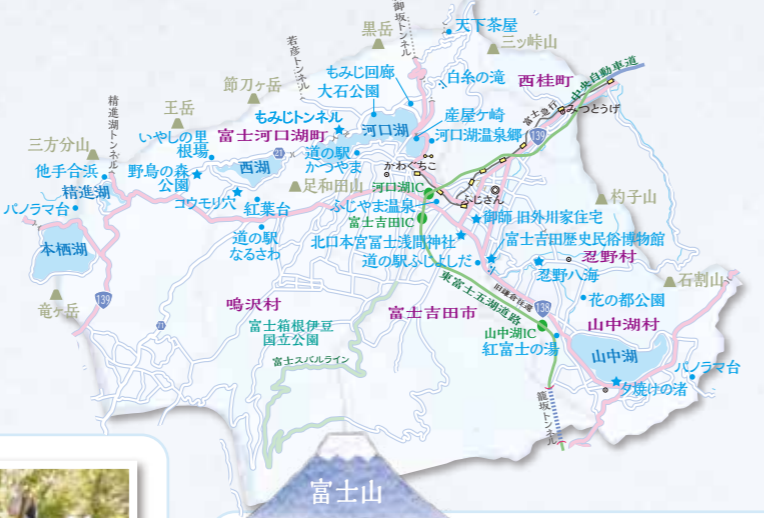 御坂トンネル
天下茶屋
黒岳
三ッ峠山
若彦トンネル
もみじ回廊
大石公園
白糸の滝
西桂町
中央自動車道
節刀ヶ岳
富士急行
みつとうげ
精進湖トンネル
王岳
もみじトンネル
河口湖
産屋ケ崎
139
いやしの里
根場
富士河口湖町
河口湖温泉郷
三方分山
21
道の駅
かつやま
他手合浜
野鳥の森
公園
西湖
かわぐちこ
精進湖
足和田山
河口湖IC
ふじさん
杓子山
コウモリ穴
紅葉台
ふじやま温泉
パノラマ台
富士吉田IC
御師 旧外川家住宅
道の駅
なるさわ
北口本宮冨士浅間神社
富士吉田歴史民俗博物館
本栖湖
道の駅ふじよしだ
忍野村
忍野八海
石割山
竜ヶ岳
139
東富士五湖道路
旧鎌倉往還
138
花の都公園
鳴沢村
富士吉田市
21
富士箱根伊豆
国立公園
山中湖IC
山中湖村
紅富士の湯
富士スバルライン
山中湖
パノラマ台
夕焼けの渚
籠坂トンネル
富士山